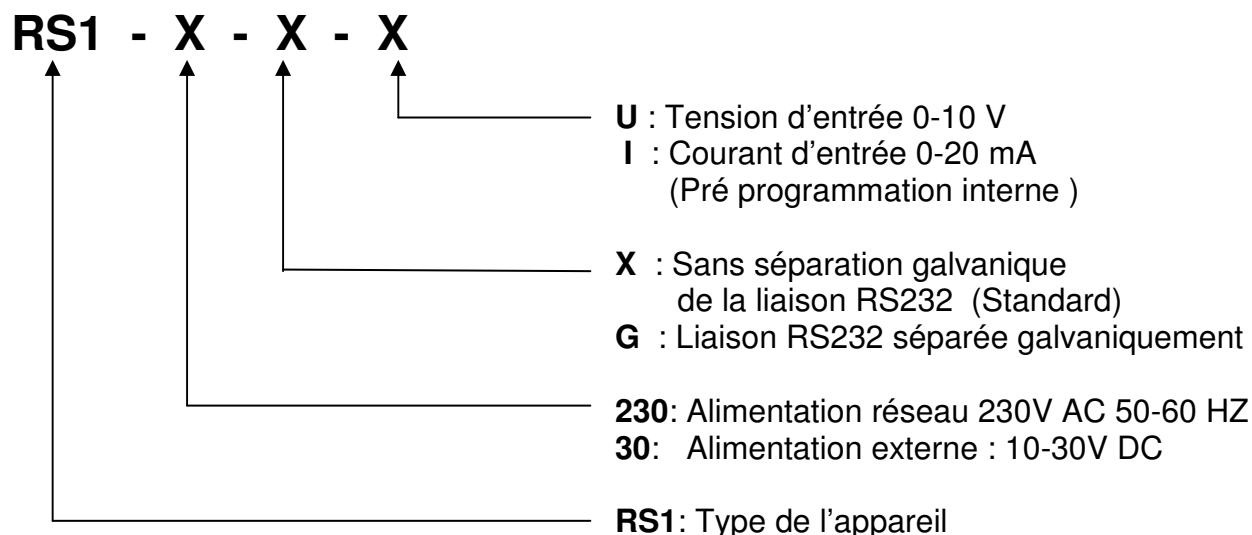 RS1 - X - X - X
U : Tension d'entrée 0-10 V
I : Courant d'entrée 0-20 mA
(Pré programmation interne )
X : Sans séparation galvanique
de la liaison RS232 (Standard)
G : Liaison RS232 séparée galvaniquement
230: Alimentation réseau 230V AC 50-60 HZ
30: Alimentation externe : 10-30V DC
RS1: Type de l'appareil